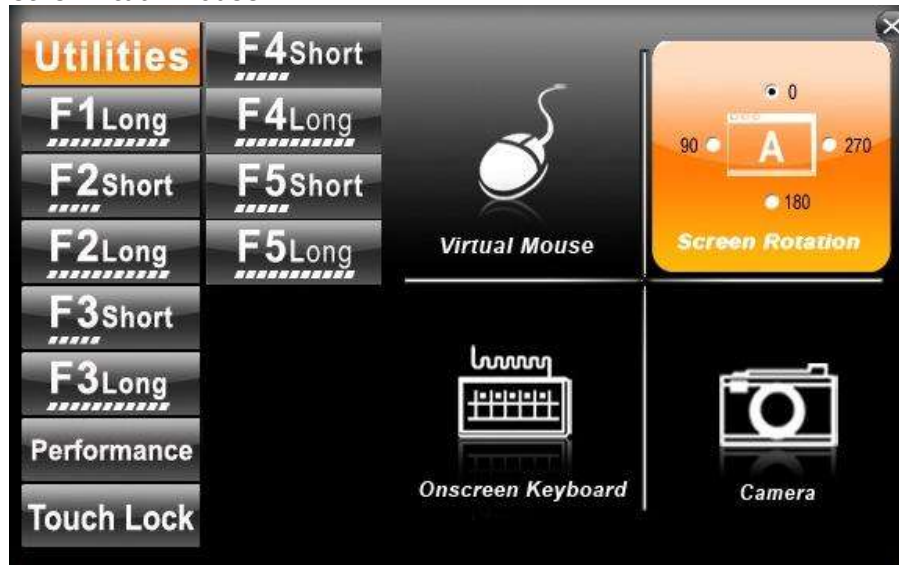 Utilities
F1Long
F2Short
F2Long
F3Short
F3Long
Performance
Touch Lock
F4Short
F4Long
F5Short
F5Long
Virtual Mouse
0
90
A
270
180
Screen Rotation
Onscreen Keyboard
Camera